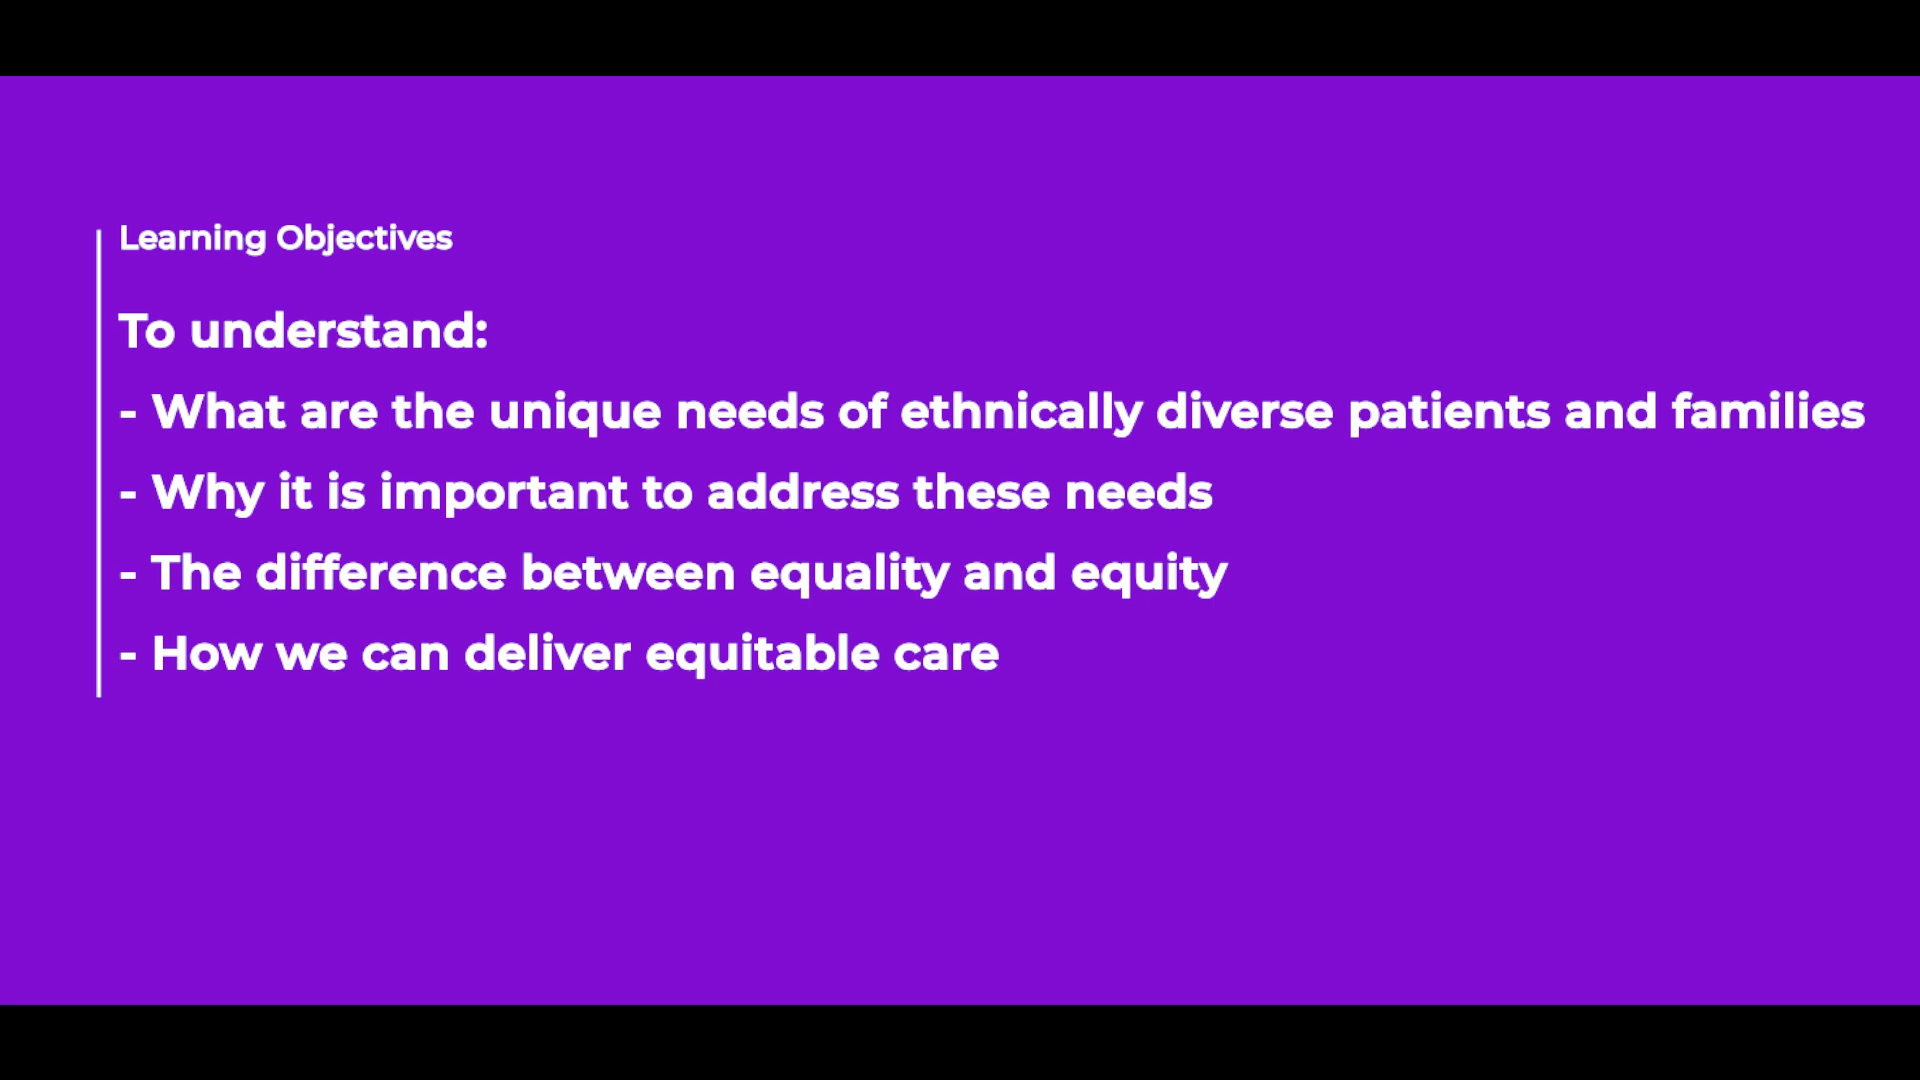 Learning Objectives
To understand:
- What are the unique needs of ethnically diverse patients and families
- Why it is important to address these needs
- The difference between equality and equity
- How we can deliver equitable care